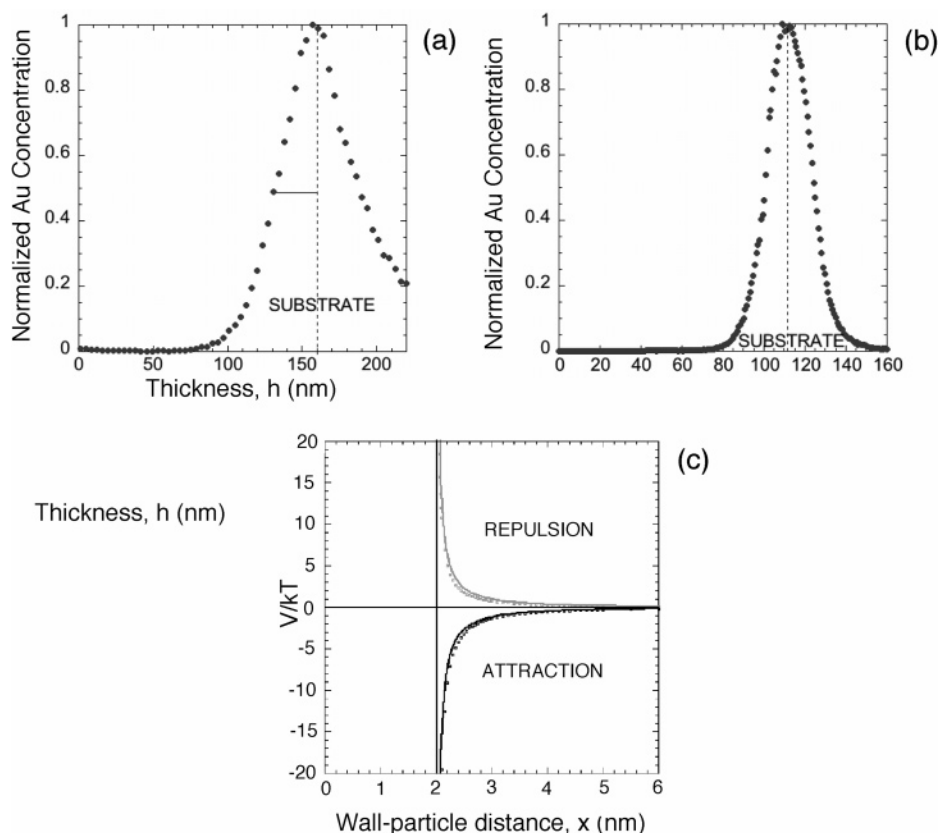 (a)
Normalized Au Concentration
1
0.8
0.6
0.4
0.2
0
SUBSTRATE
0 50 100 150 200
Thickness, h (nm)
(b)
Normalized Au Concentration
1
0.8
0.6
0.4
0.2
0
SUBSTRATE
0 20 40 60 80 100 120 140 160
Thickness, h (nm)
(c)
V/kT
20
15
10
5
0
-5
-10
-15
-20
REPULSION
ATTRACTION
0 1 2 3 4 5 6
Wall-particle distance, x (nm)